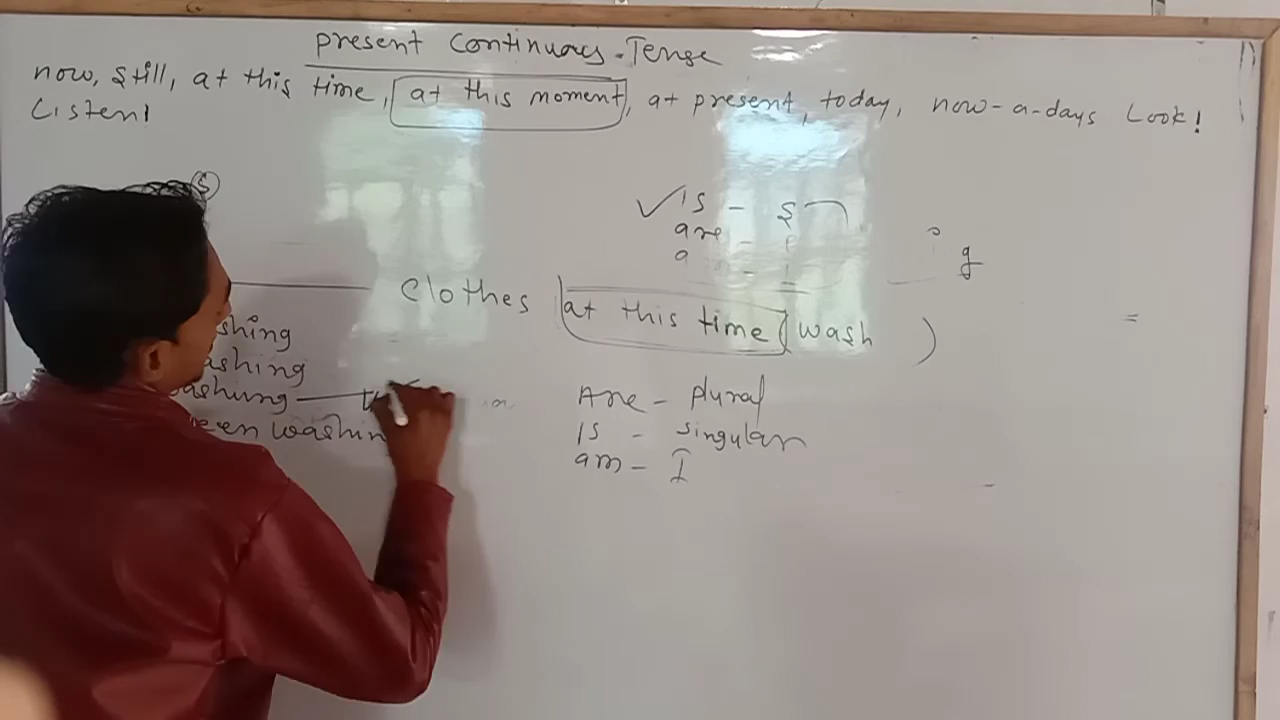 present Continuous Tense
now, still, at this time, at this moment, at present, today, now-a-days Look!
Listen!
S
is - S
are -
a
g
Clothes at this time (wash )
shing
ashing
ashing
een washin
Are - plural
is - singular
am - I